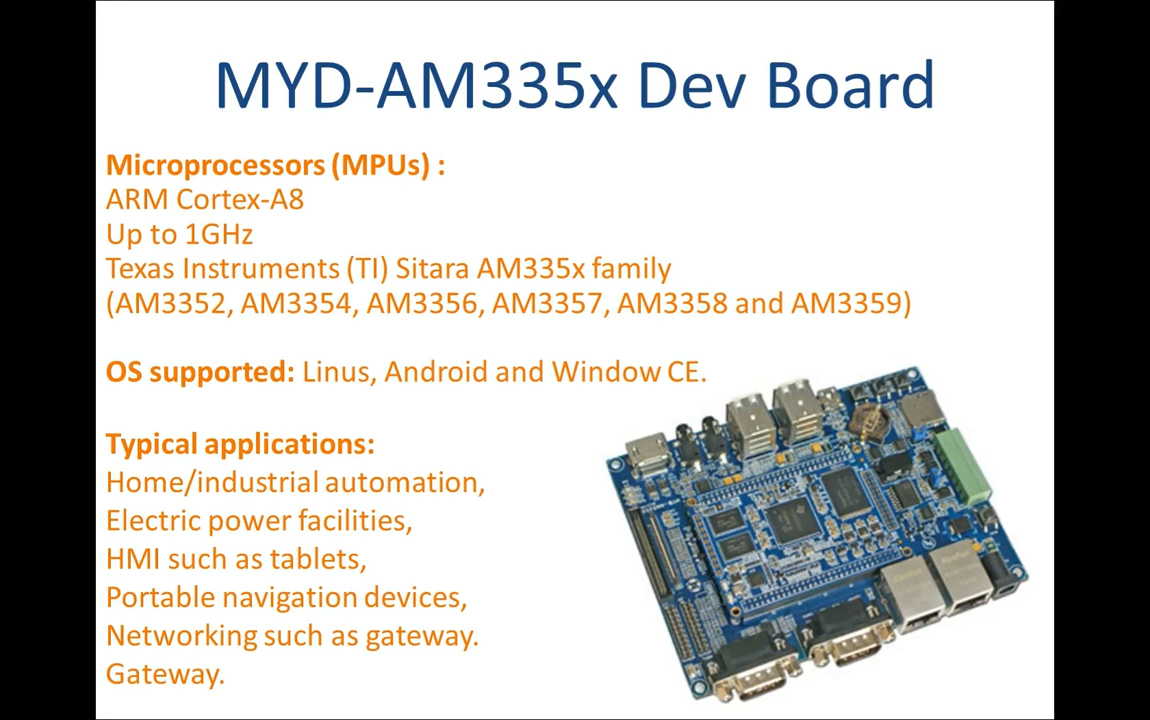 MYD-AM335x Dev Board
Microprocessors (MPUs) :
ARM Cortex-A8
Up to 1GHz
Texas Instruments (TI) Sitara AM335x family
(AM3352, AM3354, AM3356, AM3357, AM3358 and AM3359)
OS supported: Linus, Android and Window CE.
Typical applications:
Home/industrial automation,
Electric power facilities,
HMI such as tablets,
Portable navigation devices,
Networking such as gateway.
Gateway.